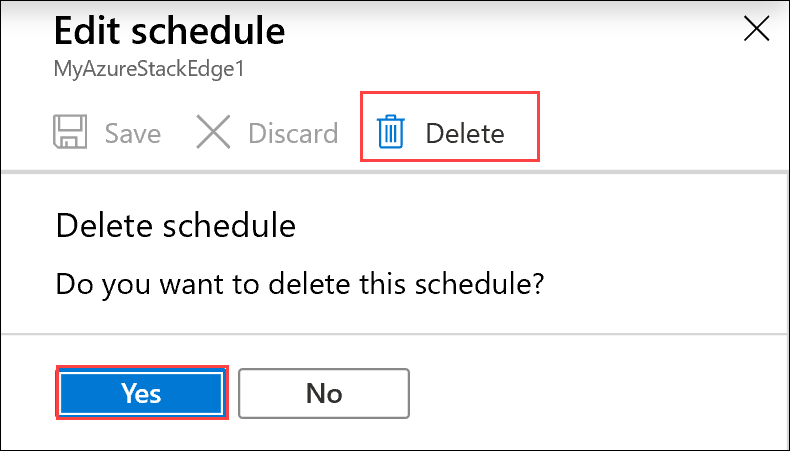 Edit schedule
MyAzureStackEdge1
Save Discard Delete
Delete schedule
Do you want to delete this schedule?
Yes No